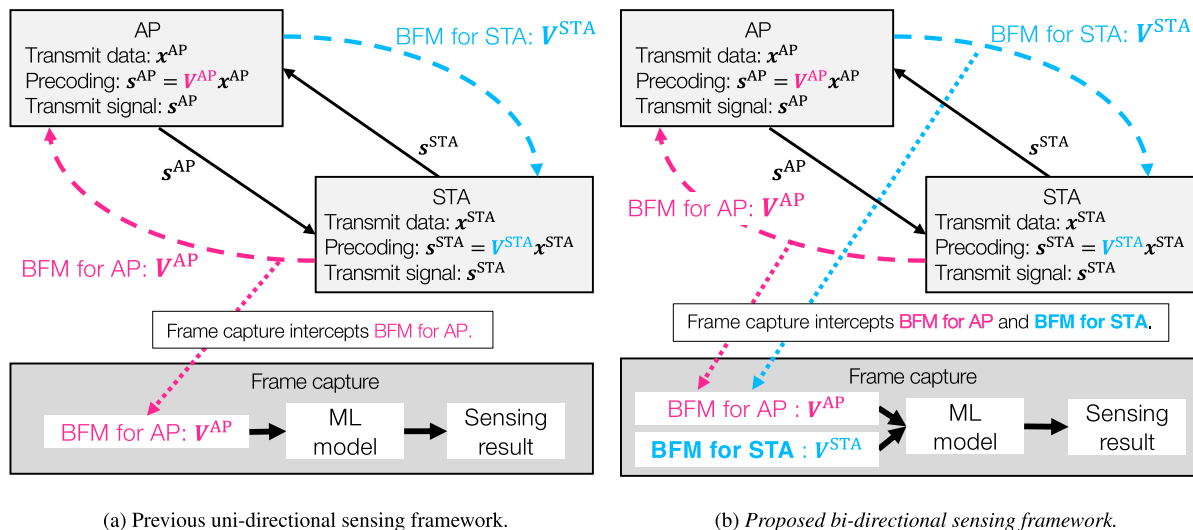 AP
Transmit data: x^AP
Precoding: s^AP = V^AP x^AP
Transmit signal: s^AP
BFM for STA: V^STA
s^STA
s^AP
STA
Transmit data: x^STA
Precoding: s^STA = V^STA x^STA
Transmit signal: s^STA
BFM for AP: V^AP
Frame capture intercepts BFM for AP.
Frame capture
BFM for AP: V^AP
ML
model
Sensing
result
(a) Previous uni-directional sensing framework.
AP
Transmit data: x^AP
Precoding: s^AP = V^AP x^AP
Transmit signal: s^AP
BFM for STA: V^STA
s^STA
s^AP
BFM for AP: V^AP
STA
Transmit data: x^STA
Precoding: s^STA = V^STA x^STA
Transmit signal: s^STA
Frame capture intercepts BFM for AP and BFM for STA.
Frame capture
BFM for AP : V^AP
BFM for STA : V^STA
ML
model
Sensing
result
(b) Proposed bi-directional sensing framework.